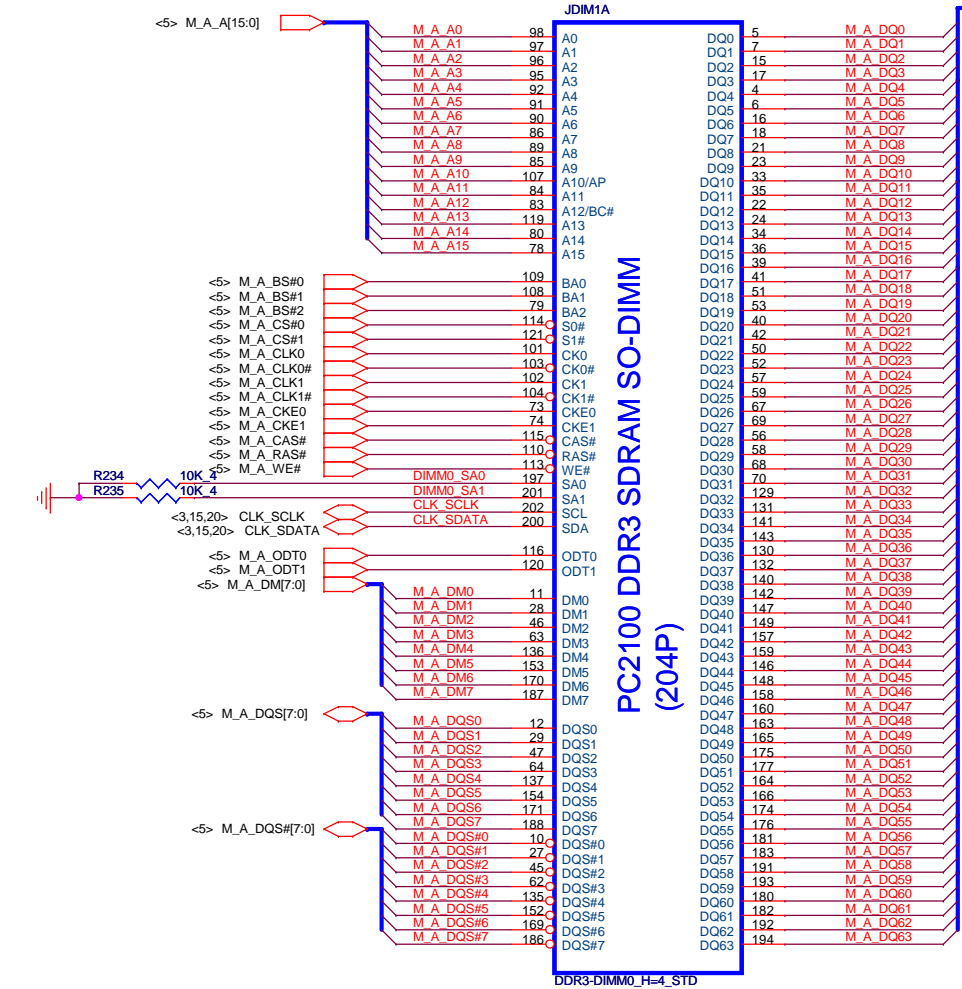 JDIM1A
<5> M_A_A[15:0]
M_A_A0 98 A0 DQ0 5 M_A_DQ0
M_A_A1 97 A1 DQ1 7 M_A_DQ1
M_A_A2 96 A2 DQ2 15 M_A_DQ2
M_A_A3 95 A3 DQ3 17 M_A_DQ3
M_A_A4 92 A4 DQ4 4 M_A_DQ4
M_A_A5 91 A5 DQ5 6 M_A_DQ5
M_A_A6 90 A6 DQ6 16 M_A_DQ6
M_A_A7 86 A7 DQ7 18 M_A_DQ7
M_A_A8 89 A8 DQ8 21 M_A_DQ8
M_A_A9 85 A9 DQ9 23 M_A_DQ9
M_A_A10 107 A10/AP DQ10 33 M_A_DQ10
M_A_A11 84 A11 DQ11 35 M_A_DQ11
M_A_A12 83 A12/BC# DQ12 22 M_A_DQ12
M_A_A13 119 A13 DQ13 24 M_A_DQ13
M_A_A14 80 A14 DQ14 34 M_A_DQ14
M_A_A15 78 A15 DQ15 36 M_A_DQ15
DQ16 39 M_A_DQ16
<5> M_A_BS#0 109 BA0 DQ17 41 M_A_DQ17
<5> M_A_BS#1 108 BA1 DQ18 51 M_A_DQ18
<5> M_A_BS#2 79 BA2 DQ19 53 M_A_DQ19
<5> M_A_CS#0 114 S0# DQ20 40 M_A_DQ20
<5> M_A_CS#1 121 S1# DQ21 42 M_A_DQ21
<5> M_A_CLK0 101 CK0 DQ22 50 M_A_DQ22
<5> M_A_CLK0# 103 CK0# DQ23 52 M_A_DQ23
<5> M_A_CLK1 102 CK1 DQ24 57 M_A_DQ24
<5> M_A_CLK1# 104 CK1# DQ25 59 M_A_DQ25
<5> M_A_CKE0 73 CKE0 DQ26 67 M_A_DQ26
<5> M_A_CKE1 74 CKE1 DQ27 69 M_A_DQ27
<5> M_A_CAS# 115 CAS# DQ28 56 M_A_DQ28
<5> M_A_RAS# 110 RAS# DQ29 58 M_A_DQ29
<5> M_A_WE# 113 WE# DQ30 68 M_A_DQ30
R234 10K_4 DIMM0_SA0 197 SA0 DQ31 70 M_A_DQ31
R235 10K_4 DIMM0_SA1 201 SA1 DQ32 129 M_A_DQ32
<3,15,20> CLK_SCLK CLK_SCLK 202 SCL DQ33 131 M_A_DQ33
<3,15,20> CLK_SDATA CLK_SDATA 200 SDA DQ34 141 M_A_DQ34
DQ35 143 M_A_DQ35
<5> M_A_ODT0 116 ODT0 DQ36 130 M_A_DQ36
<5> M_A_ODT1 120 ODT1 DQ37 132 M_A_DQ37
<5> M_A_DM[7:0] DQ38 140 M_A_DQ38
M_A_DM0 11 DM0 DQ39 142 M_A_DQ39
M_A_DM1 28 DM1 DQ40 147 M_A_DQ40
M_A_DM2 46 DM2 DQ41 149 M_A_DQ41
M_A_DM3 63 DM3 DQ42 157 M_A_DQ42
M_A_DM4 136 DM4 DQ43 159 M_A_DQ43
M_A_DM5 153 DM5 DQ44 146 M_A_DQ44
M_A_DM6 170 DM6 DQ45 148 M_A_DQ45
M_A_DM7 187 DM7 DQ46 158 M_A_DQ46
<5> M_A_DQS[7:0] DQ47 160 M_A_DQ47
M_A_DQS0 12 DQS0 DQ48 163 M_A_DQ48
M_A_DQS1 29 DQS1 DQ49 165 M_A_DQ49
M_A_DQS2 47 DQS2 DQ50 175 M_A_DQ50
M_A_DQS3 64 DQS3 DQ51 177 M_A_DQ51
M_A_DQS4 137 DQS4 DQ52 164 M_A_DQ52
M_A_DQS5 154 DQS5 DQ53 166 M_A_DQ53
M_A_DQS6 171 DQS6 DQ54 174 M_A_DQ54
M_A_DQS7 188 DQS7 DQ55 176 M_A_DQ55
<5> M_A_DQS#[7:0]
M_A_DQS#0 10 DQS#0 DQ56 181 M_A_DQ56
M_A_DQS#1 27 DQS#1 DQ57 183 M_A_DQ57
M_A_DQS#2 45 DQS#2 DQ58 191 M_A_DQ58
M_A_DQS#3 62 DQS#3 DQ59 193 M_A_DQ59
M_A_DQS#4 135 DQS#4 DQ60 180 M_A_DQ60
M_A_DQS#5 152 DQS#5 DQ61 182 M_A_DQ61
M_A_DQS#6 169 DQS#6 DQ62 192 M_A_DQ62
M_A_DQS#7 186 DQS#7 DQ63 194 M_A_DQ63
PC2100 DDR3 SDRAM SO-DIMM
(204P)
DDR3-DIMM0_H=4_STD